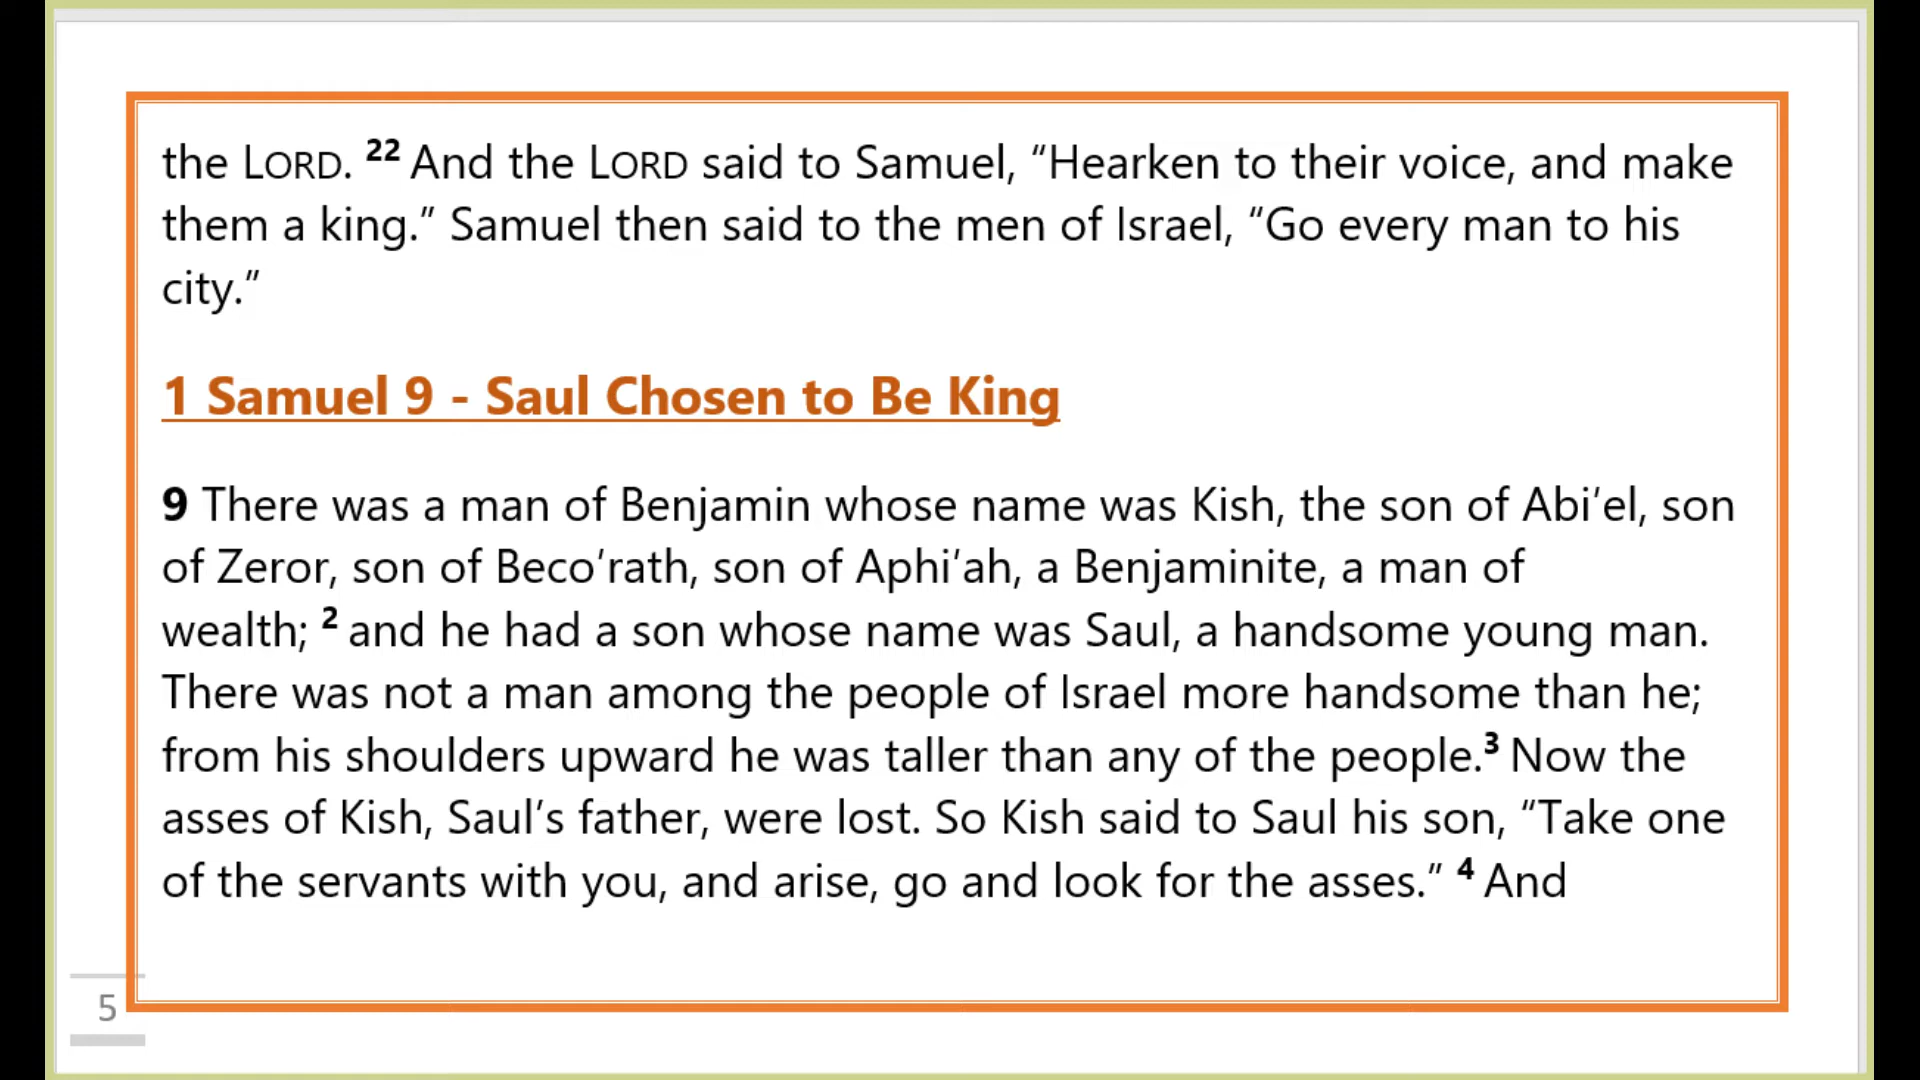 the LORD. 22 And the LORD said to Samuel, “Hearken to their voice, and make
them a king.” Samuel then said to the men of Israel, “Go every man to his
city.”
1 Samuel 9 - Saul Chosen to Be King
9 There was a man of Benjamin whose name was Kish, the son of Abi′el, son
of Zeror, son of Beco′rath, son of Aphi′ah, a Benjaminite, a man of
wealth; 2 and he had a son whose name was Saul, a handsome young man.
There was not a man among the people of Israel more handsome than he;
from his shoulders upward he was taller than any of the people.3 Now the
asses of Kish, Saul’s father, were lost. So Kish said to Saul his son, “Take one
of the servants with you, and arise, go and look for the asses.” 4 And
5